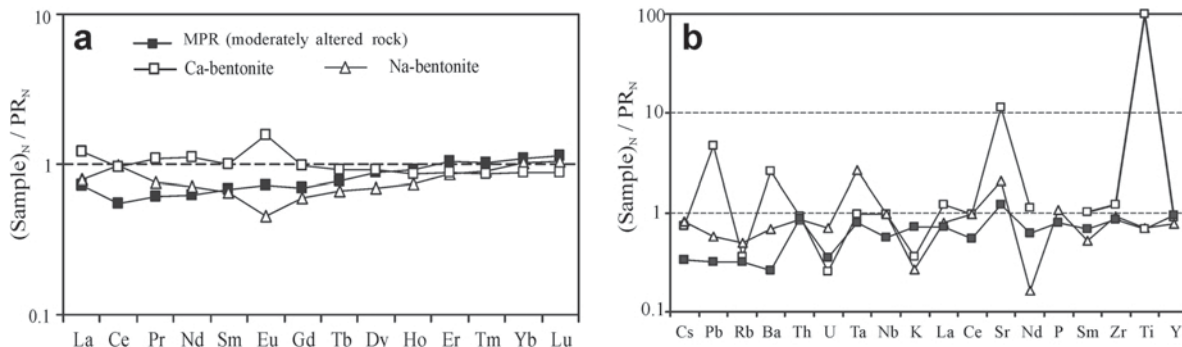 10
a
MPR (moderately altered rock)
Ca-bentonite Na-bentonite
1
0.1
(Sample)N / PRN
La Ce Pr Nd Sm Eu Gd Tb Dy Ho Er Tm Yb Lu
100
b
10
1
0.1
(Sample)N / PRN
Cs Pb Rb Ba Th U Ta Nb K La Ce Sr Nd P Sm Zr Ti Y